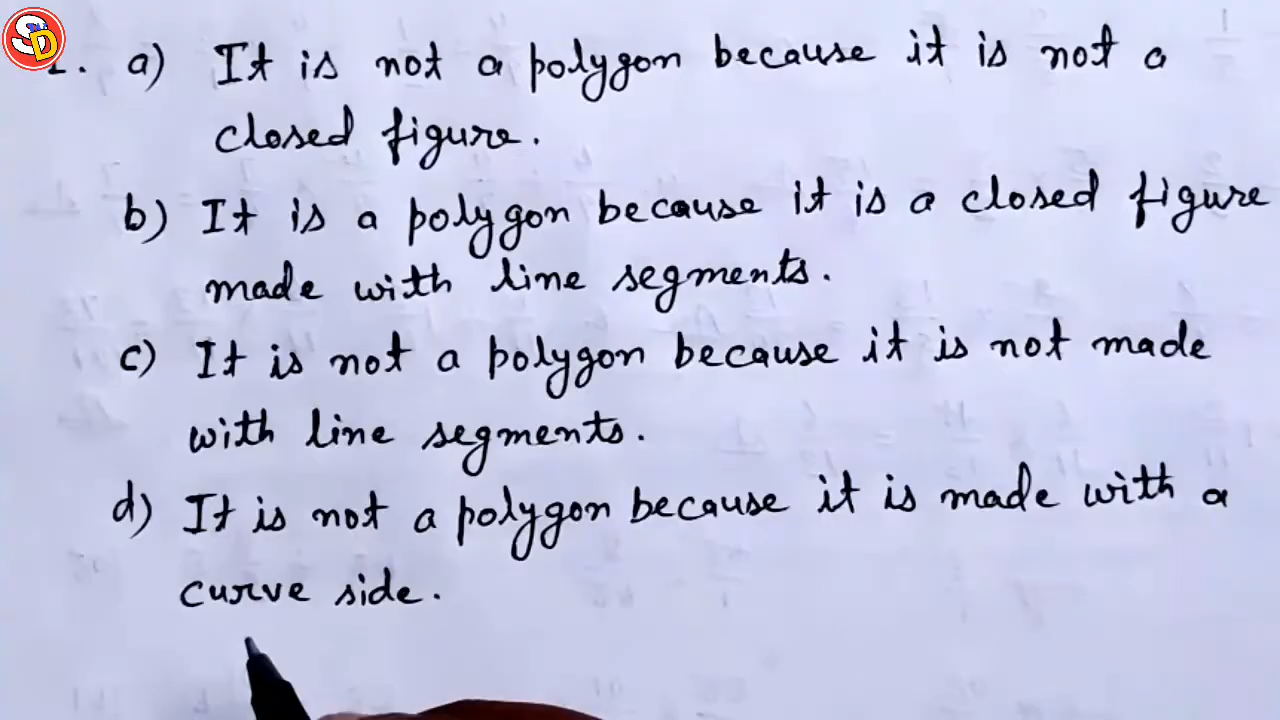 SD
. a) It is not a polygon because it is not a
closed figure.
b) It is a polygon because it is a closed figure
made with line segments.
c) It is not a polygon because it is not made
with line segments.
d) It is not a polygon because it is made with a
curve side.